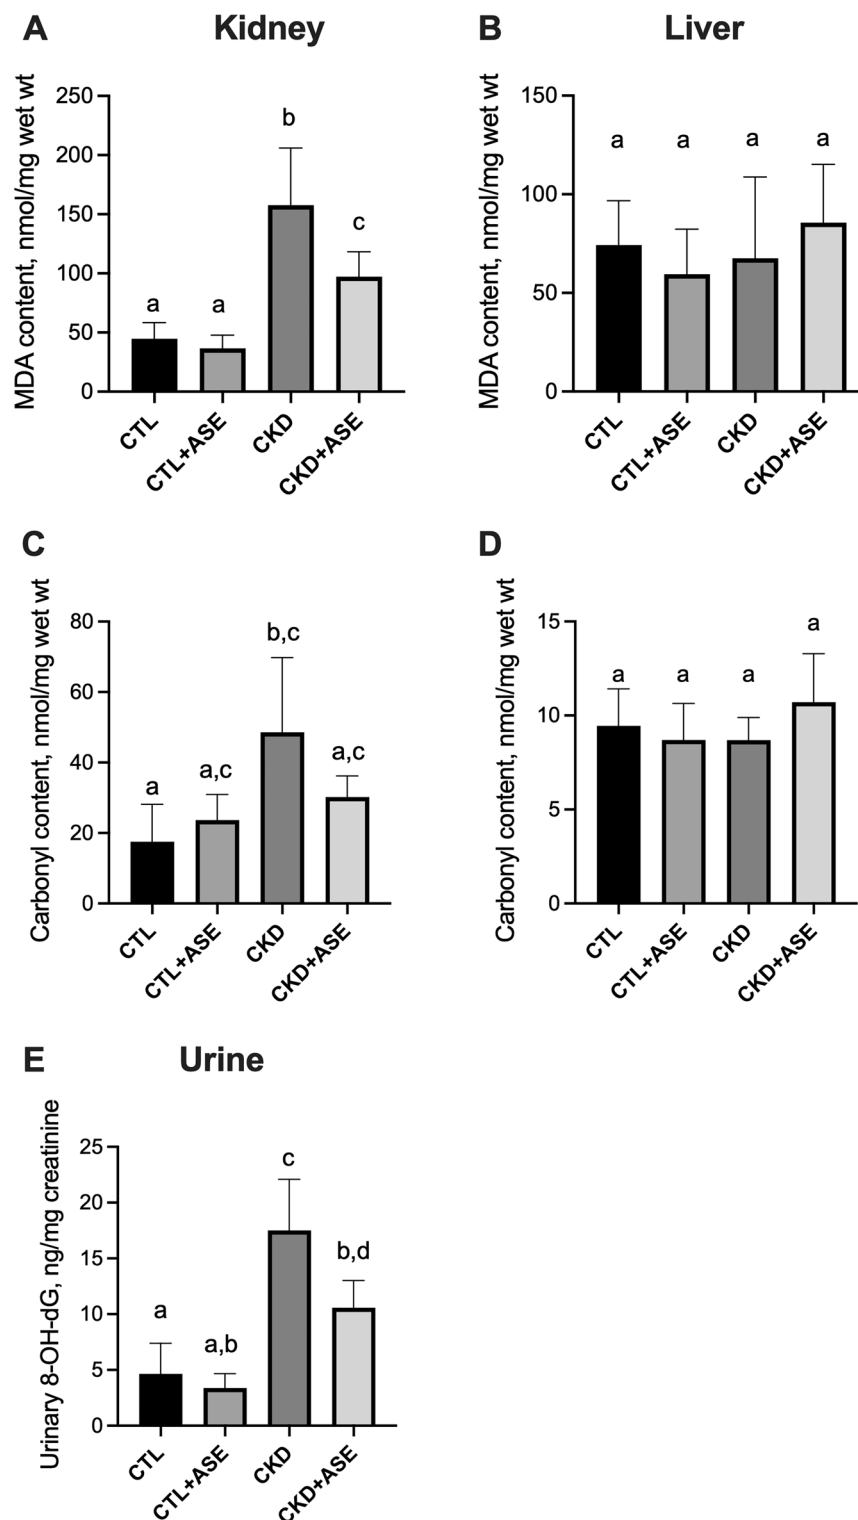 A Kidney
MDA content, nmol/mg wet wt
250
200
150
100
50
0
a
a
b
c
CTL
CTL+ASE
CKD
CKD+ASE
B Liver
MDA content, nmol/mg wet wt
150
100
50
0
a
a
a
a
CTL
CTL+ASE
CKD
CKD+ASE
C
Carbonyl content, nmol/mg wet wt
80
60
40
20
0
a
a,c
b,c
a,c
CTL
CTL+ASE
CKD
CKD+ASE
D
Carbonyl content, nmol/mg wet wt
15
10
5
0
a
a
a
a
CTL
CTL+ASE
CKD
CKD+ASE
E Urine
Urinary 8-OH-dG, ng/mg creatinine
25
20
15
10
5
0
a
a,b
c
b,d
CTL
CTL+ASE
CKD
CKD+ASE